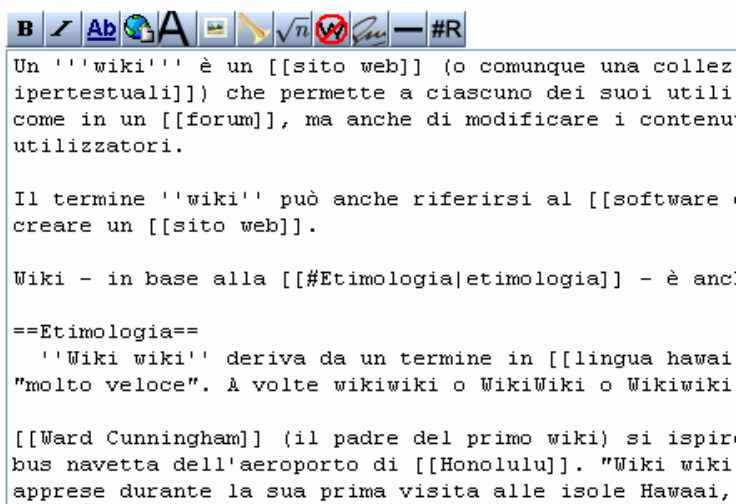 B I Ab A √n W #R
Un '''wiki''' è un [[sito web]] (o comunque una collez
ipertestuali]]) che permette a ciascuno dei suoi utili
come in un [[forum]], ma anche di modificare i contenu
utilizzatori.
Il termine ''wiki'' può anche riferirsi al [[software
creare un [[sito web]].
Wiki - in base alla [[#Etimologia|etimologia]] - è anc
==Etimologia==
''Wiki wiki'' deriva da un termine in [[lingua hawai
"molto veloce". A volte wikiwiki o WikiWiki o Wikiwiki
[[Ward Cunningham]] (il padre del primo wiki) si ispir
bus navetta dell'aeroporto di [[Honolulu]]. "Wiki wiki
apprese durante la sua prima visita alle isole Hawaai,